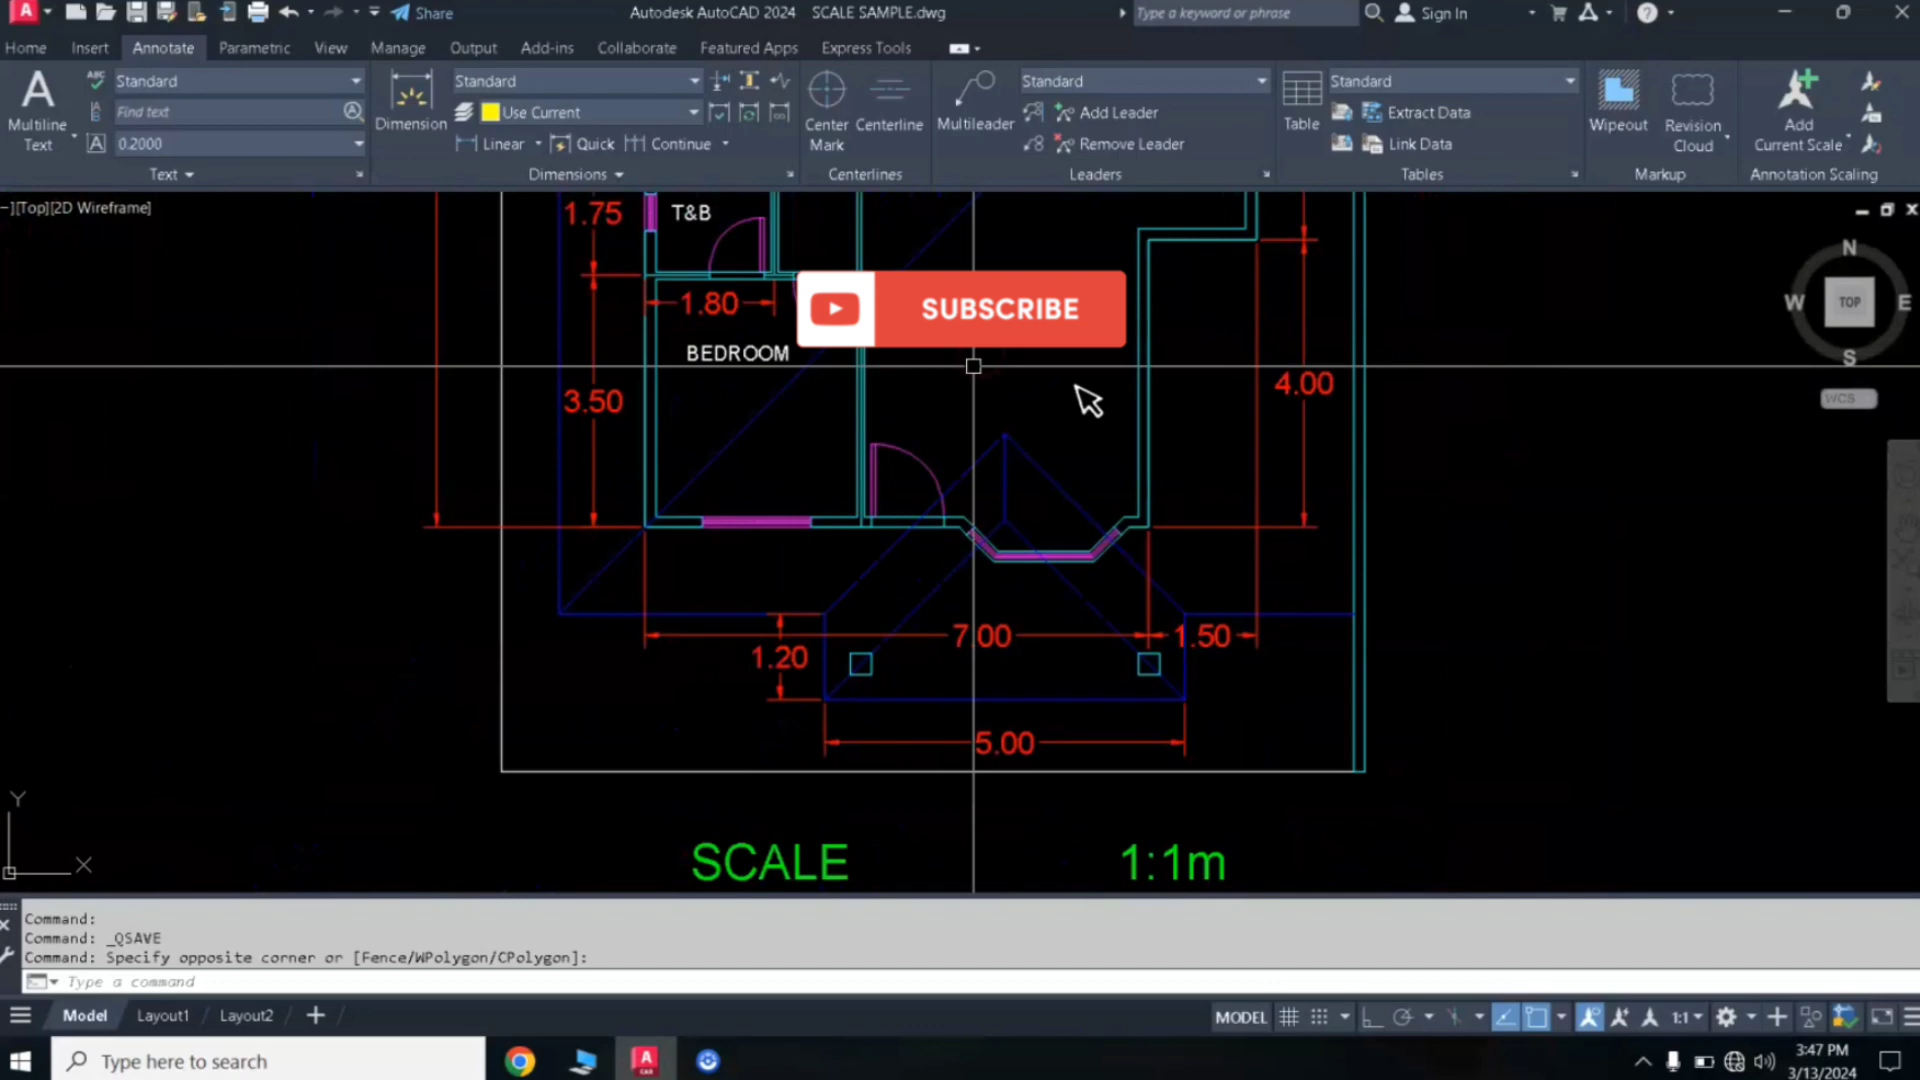 Share
Autodesk AutoCAD 2024 SCALE SAMPLE.dwg
Type a keyword or phrase
Sign In
Home Insert Annotate Parametric View Manage Output Add-ins Collaborate Featured Apps Express Tools
Multiline Text
Standard
Find text
0.2000
Text
Dimension
Standard
Use Current
Linear Quick Continue
Dimensions
Center Mark
Centerline
Centerlines
Multileader
Standard
Add Leader
Remove Leader
Leaders
Table
Standard
Extract Data
Link Data
Tables
Wipeout
Revision Cloud
Markup
Add Current Scale
Annotation Scaling
–][Top][2D Wireframe]
N
W TOP E
S
WCS
1.75
T&B
1.80
SUBSCRIBE
BEDROOM
4.00
3.50
7.00
1.50
1.20
5.00
Y
X
SCALE 1:1m
Command:
Command: _QSAVE
Command: Specify opposite corner or [Fence/WPolygon/CPolygon]:
Type a command
Model Layout1 Layout2
MODEL
1:1
Type here to search
A CAD
3:47 PM
3/13/2024